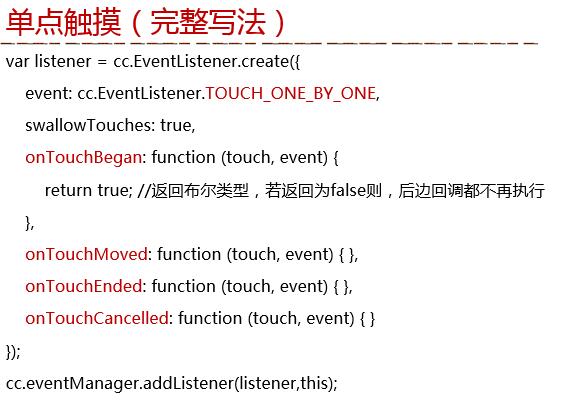 单点触摸（完整写法）
var listener = cc.EventListener.create({
event: cc.EventListener.TOUCH_ONE_BY_ONE,
swallowTouches: true,
onTouchBegan: function (touch, event) {
return true; //返回布尔类型，若返回为false则，后边回调都不再执行
},
onTouchMoved: function (touch, event) { },
onTouchEnded: function (touch, event) { },
onTouchCancelled: function (touch, event) { }
});
cc.eventManager.addListener(listener,this);